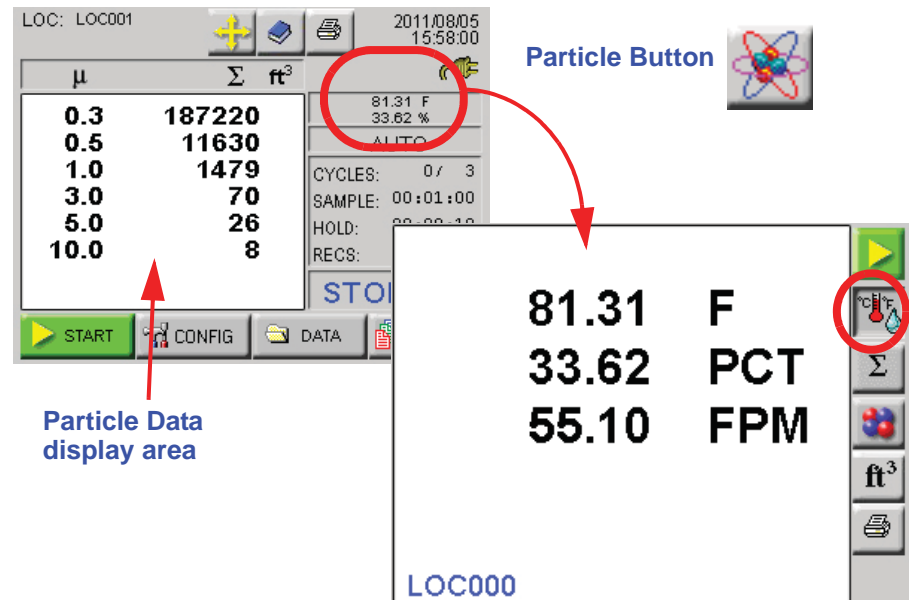 LOC: LOC001
2011/08/05
15:58:00
μ Σ ft³
0.3 187220
0.5 11630
1.0 1479
3.0 70
5.0 26
10.0 8
81.31 F
33.62 %
AUTO
CYCLES: 0/ 3
SAMPLE: 00:01:00
HOLD:
RECS:
START
CONFIG
DATA
Particle Button
Particle Data
display area
81.31 F
33.62 PCT
55.10 FPM
LOC000
°C °F
Σ
ft³